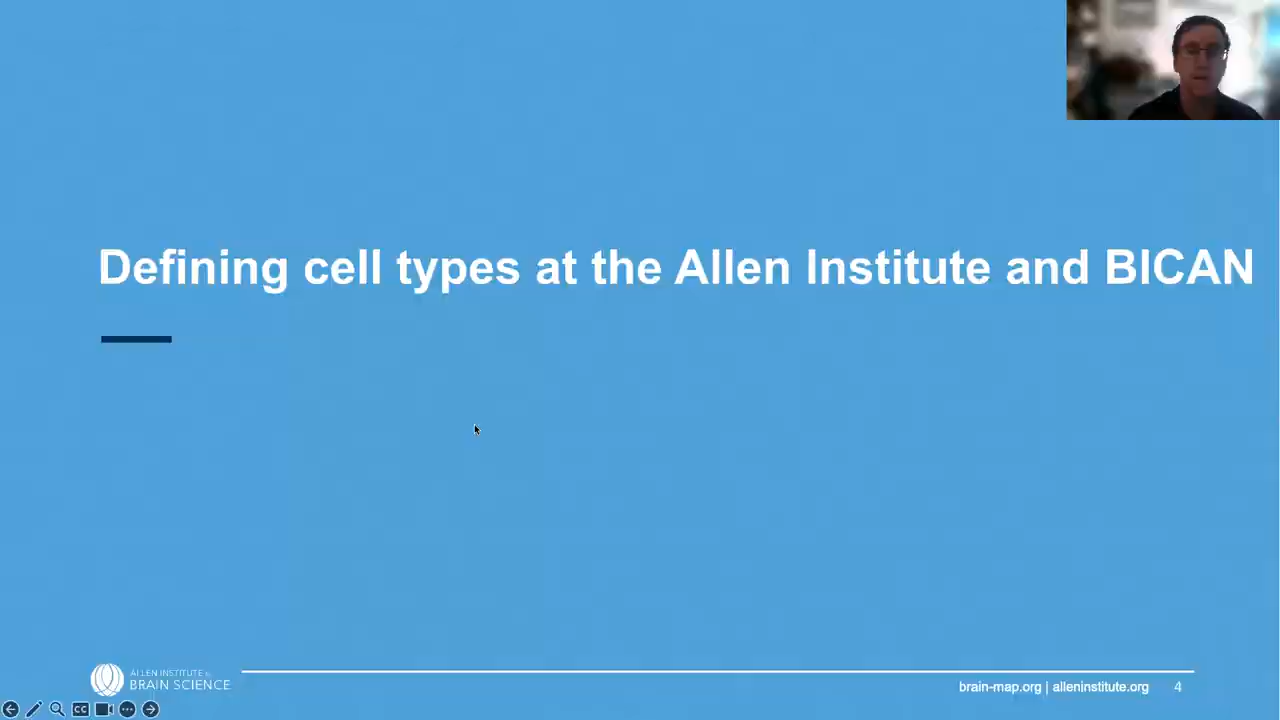 Defining cell types at the Allen Institute and BICAN
ALLEN INSTITUTE
BRAIN SCIENCE
brain-map.org | alleninstitute.org 4
CC